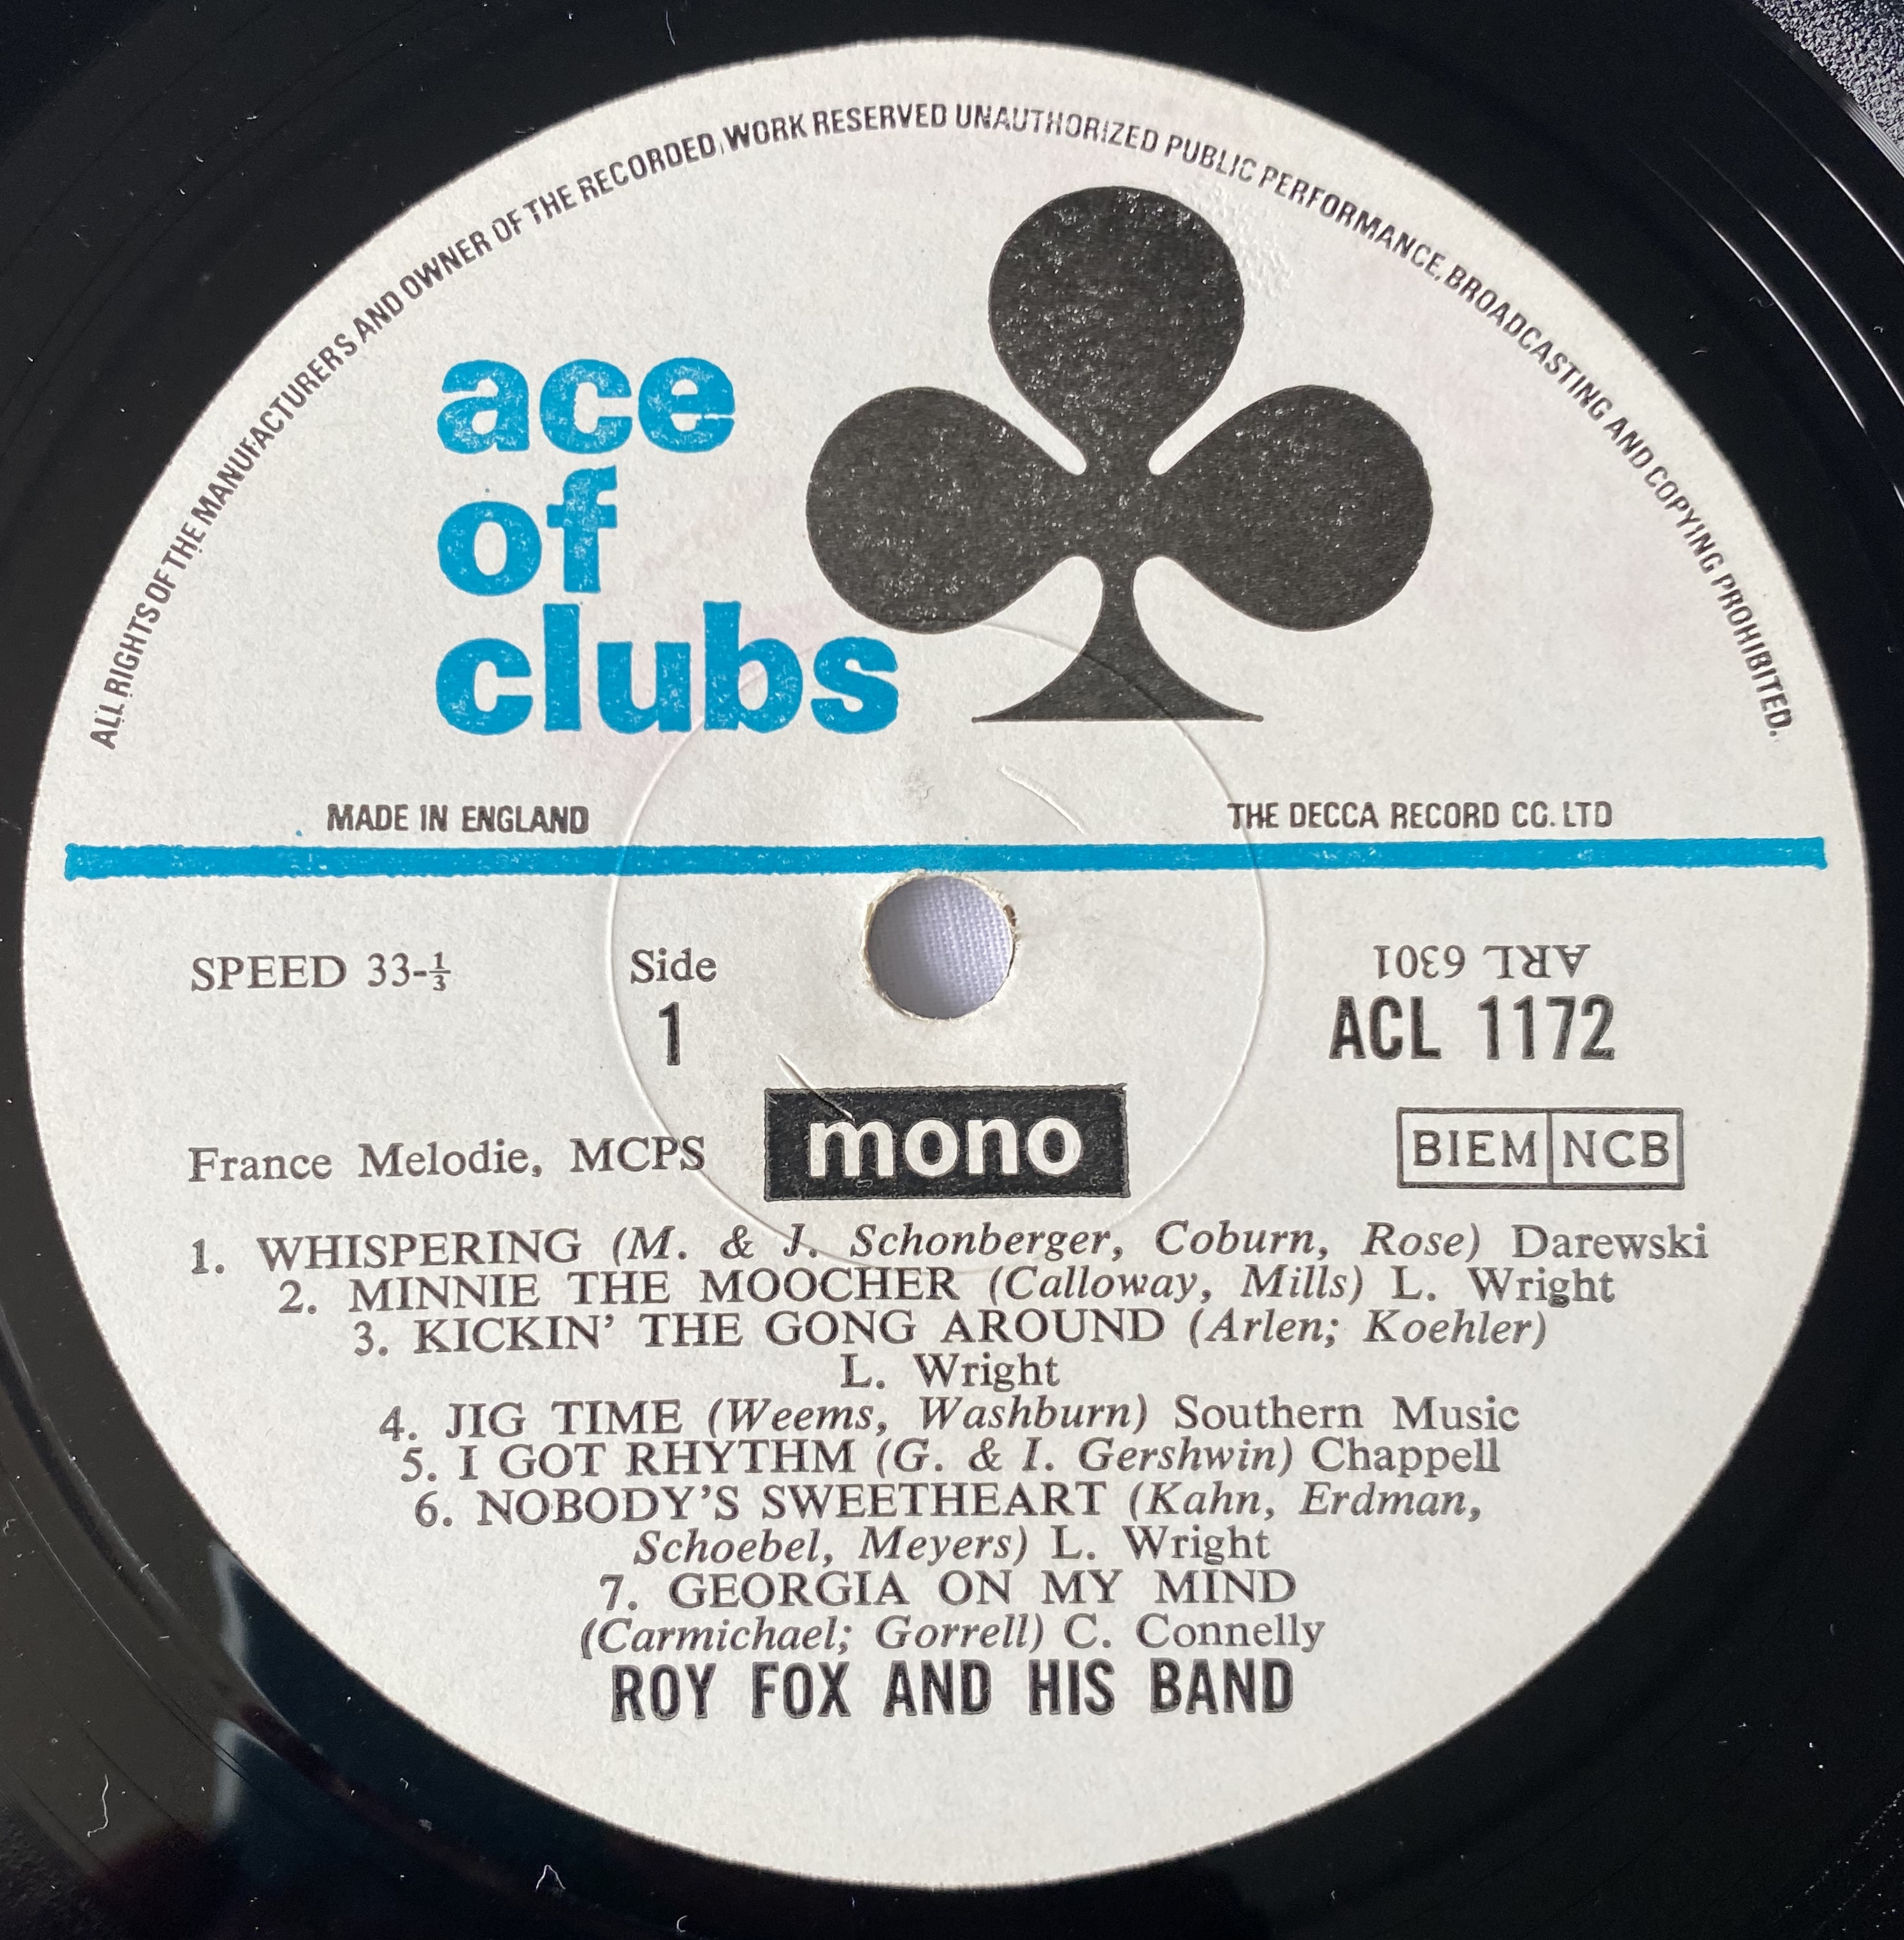 ALL RIGHTS OF THE MANUFACTURERS AND OWNER OF THE RECORDED WORK RESERVED UNAUTHORIZED PUBLIC PERFORMANCE, BROADCASTING AND COPYING PROHIBITED.
ace
of
clubs
MADE IN ENGLAND
THE DECCA RECORD CO. LTD
SPEED 33-⅓
Side
1
ARL 6301
ACL 1172
France Melodie, MCPS
mono
BIEM NCB
1. WHISPERING (M. & J. Schonberger, Coburn, Rose) Darewski
2. MINNIE THE MOOCHER (Calloway, Mills) L. Wright
3. KICKIN' THE GONG AROUND (Arlen; Koehler)
L. Wright
4. JIG TIME (Weems, Washburn) Southern Music
5. I GOT RHYTHM (G. & I. Gershwin) Chappell
6. NOBODY'S SWEETHEART (Kahn, Erdman,
Schoebel, Meyers) L. Wright
7. GEORGIA ON MY MIND
(Carmichael; Gorrell) C. Connelly
ROY FOX AND HIS BAND